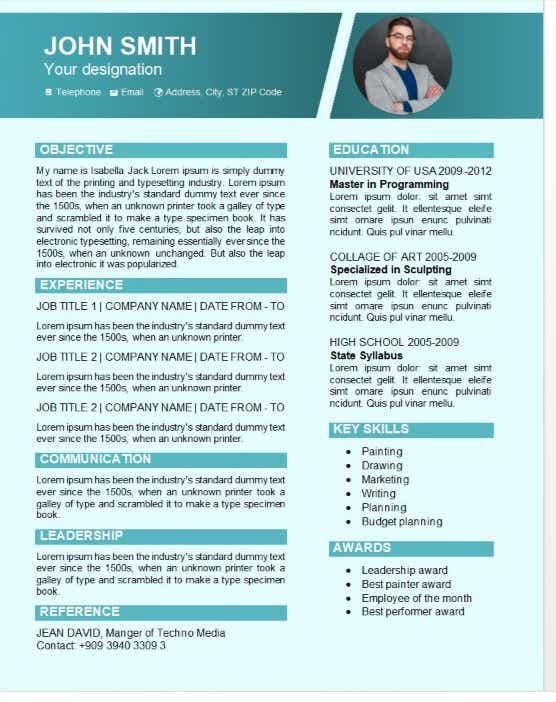 JOHN SMITH
Your designation
Telephone Email Address, City, ST ZIP Code
OBJECTIVE
My name is Isabella Jack Lorem ipsum is simply dummy
text of the printing and typesetting industry. Lorem ipsum
has been the industry's standard dummy text ever since
the 1500s, when an unknown printer took a galley of type
and scrambled it to make a type specimen book. It has
survived not only five centuries, but also the leap into
electronic typesetting, remaining essentially ever since the
1500s, when an unknown unchanged. But also the leap
into electronic it was popularized.
EXPERIENCE
JOB TITLE 1 | COMPANY NAME | DATE FROM - TO
Lorem ipsum has been the industry's standard dummy text
ever since the 1500s, when an unknown printer.
JOB TITLE 2 | COMPANY NAME | DATE FROM - TO
Lorem ipsum has been the industry's standard dummy text
ever since the 1500s, when an unknown printer.
JOB TITLE 2 | COMPANY NAME | DATE FROM - TO
Lorem ipsum has been the industry's standard dummy text
ever since the 1500s, when an unknown printer.
COMMUNICATION
Lorem ipsum has been the industry's standard dummy text
ever since the 1500s, when an unknown printer took a
galley of type and scrambled it to make a type specimen
book.
LEADERSHIP
Lorem ipsum has been the industry's standard dummy text
ever since the 1500s, when an unknown printer took a
galley of type and scrambled it to make a type specimen
book.
REFERENCE
JEAN DAVID, Manger of Techno Media
Contact: +909 3940 3309 3
EDUCATION
UNIVERSITY OF USA 2009-2012
Master in Programming
Lorem ipsum dolor: sit amet simt
consectet gelit. It ellentesque eleife
simt ornare ipsun enunc pulvinati
ncidunt. Quis pul vinar mellu.
COLLAGE OF ART 2005-2009
Specialized in Sculpting
Lorem ipsum dolor: sit amet simt
consectet gelit. It ellentesque eleife
simt ornare ipsun enunc pulvinati
ncidunt. Quis pul vinar mellu.
HIGH SCHOOL 2005-2009
State Syllabus
Lorem ipsum dolor: sit amet simt
consectet gelit. It ellentesque eleife
simt ornare ipsun enunc pulvinati
ncidunt. Quis pul vinar mellu.
KEY SKILLS
• Painting
• Drawing
• Marketing
• Writing
• Planning
• Budget planning
AWARDS
• Leadership award
• Best painter award
• Employee of the month
• Best performer award